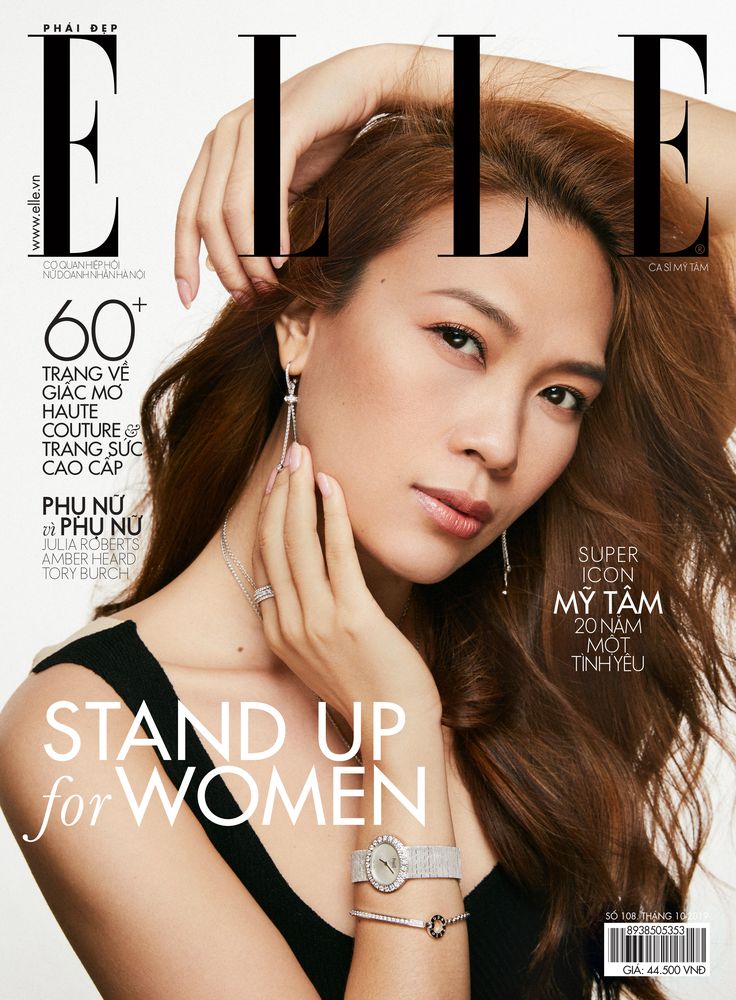 PHÁI ĐẸP
ELLE
www.elle.vn
CƠ QUAN HIỆP HỘI
NỮ DOANH NHÂN HÀ NỘI
CA SĨ MỸ TÂM
60+
TRANG VỀ
GIẤC MƠ
HAUTE
COUTURE &
TRANG SỨC
CAO CẤP
PHỤ NỮ
vì PHỤ NỮ
JULIA ROBERTS
AMBER HEARD
TORY BURCH
SUPER
ICON
MỸ TÂM
20 NĂM
MỘT
TÌNH YÊU
STAND UP
for WOMEN
SỐ 108. THÁNG 10-2019
8938505353
GIÁ: 44.500 VNĐ